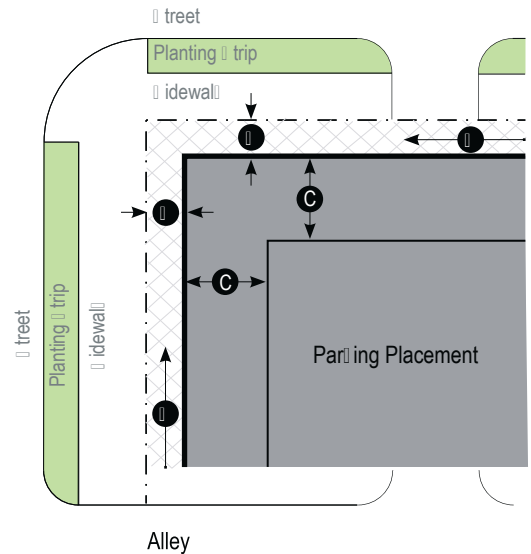 ▯ treet
Planting ▯ trip
▯ idewal▯
▯
▯
C
▯
C
▯ treet
Planting ▯ trip
▯ idewal▯
Par▯ing Placement
▯
Alley